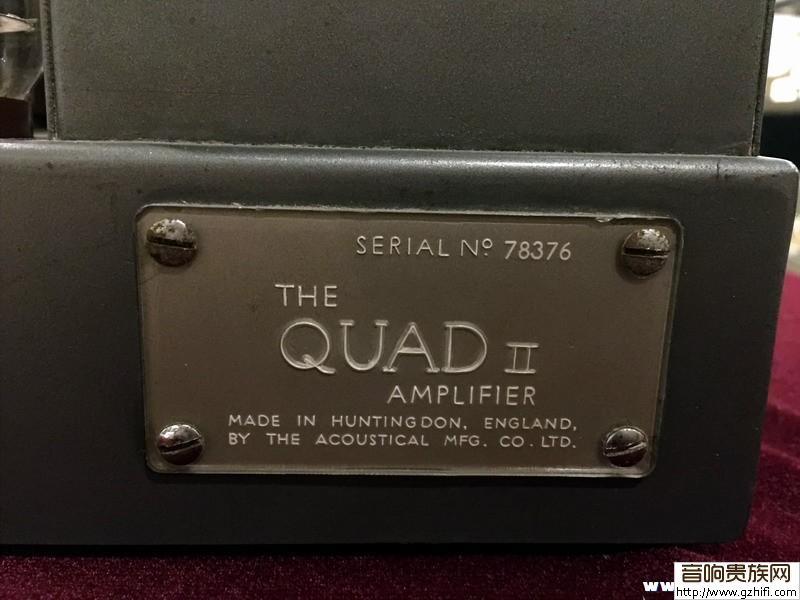 SERIAL Nº 78376
THE
QUAD II
AMPLIFIER
MADE IN HUNTINGDON, ENGLAND,
BY THE ACOUSTICAL MFG. CO. LTD.
音响贵族网
http://www.gzhifi.com